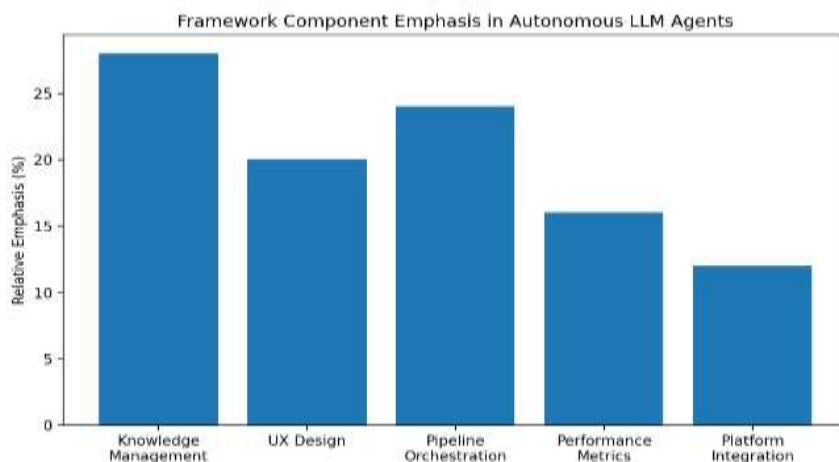 Framework Component Emphasis in Autonomous LLM Agents
Relative Emphasis (%)
25
20
15
10
5
0
Knowledge
Management
UX Design
Pipeline
Orchestration
Performance
Metrics
Platform
Integration